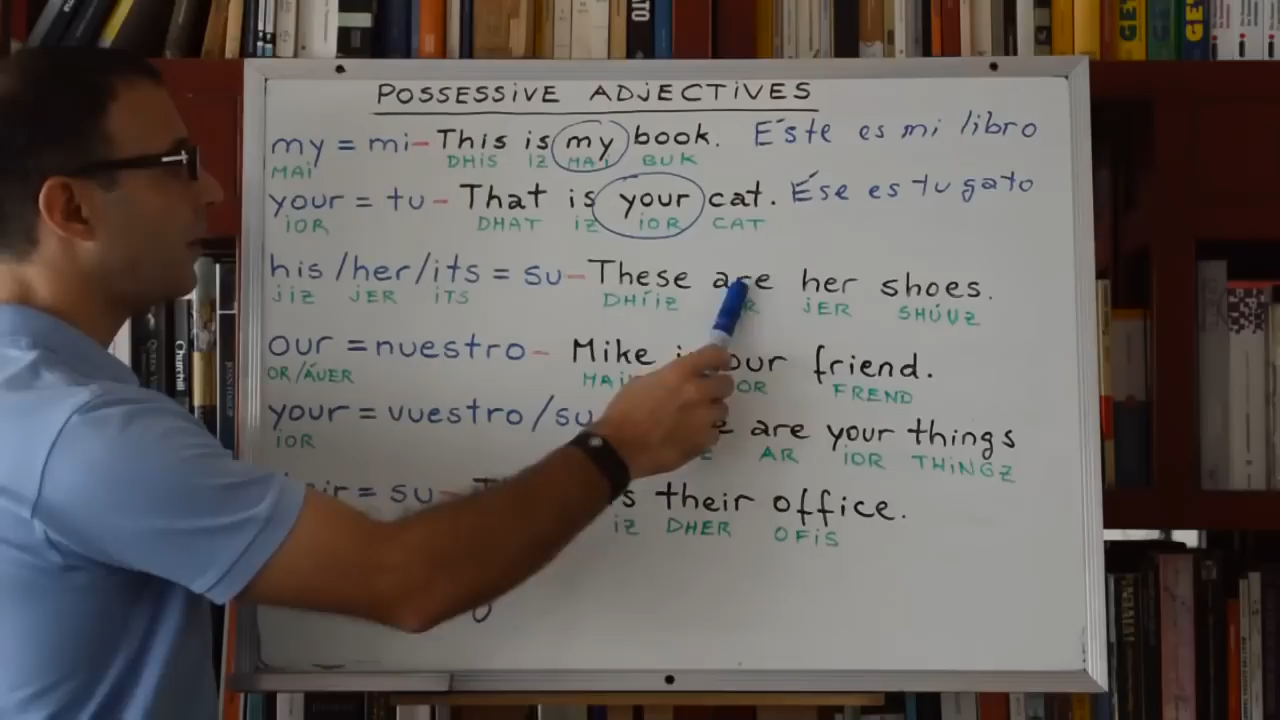 POSSESSIVE ADJECTIVES
my = mi - This is my book. Éste es mi libro
MAi DHiS iZ MAi BUK
your = tu - That is your cat. Ése es tu gato
iOR DHAT iZ iOR CAT
his /her/its = su - These are her shoes.
jiZ jER iTS DHÍiZ jER SHÚUZ
our = nuestro - Mike our friend.
OR/ÁUER OR FREND
your = vuestro/su are your things
iOR AR iOR THiNGZ
= su - their office.
iZ DHER OFiS
Churchill